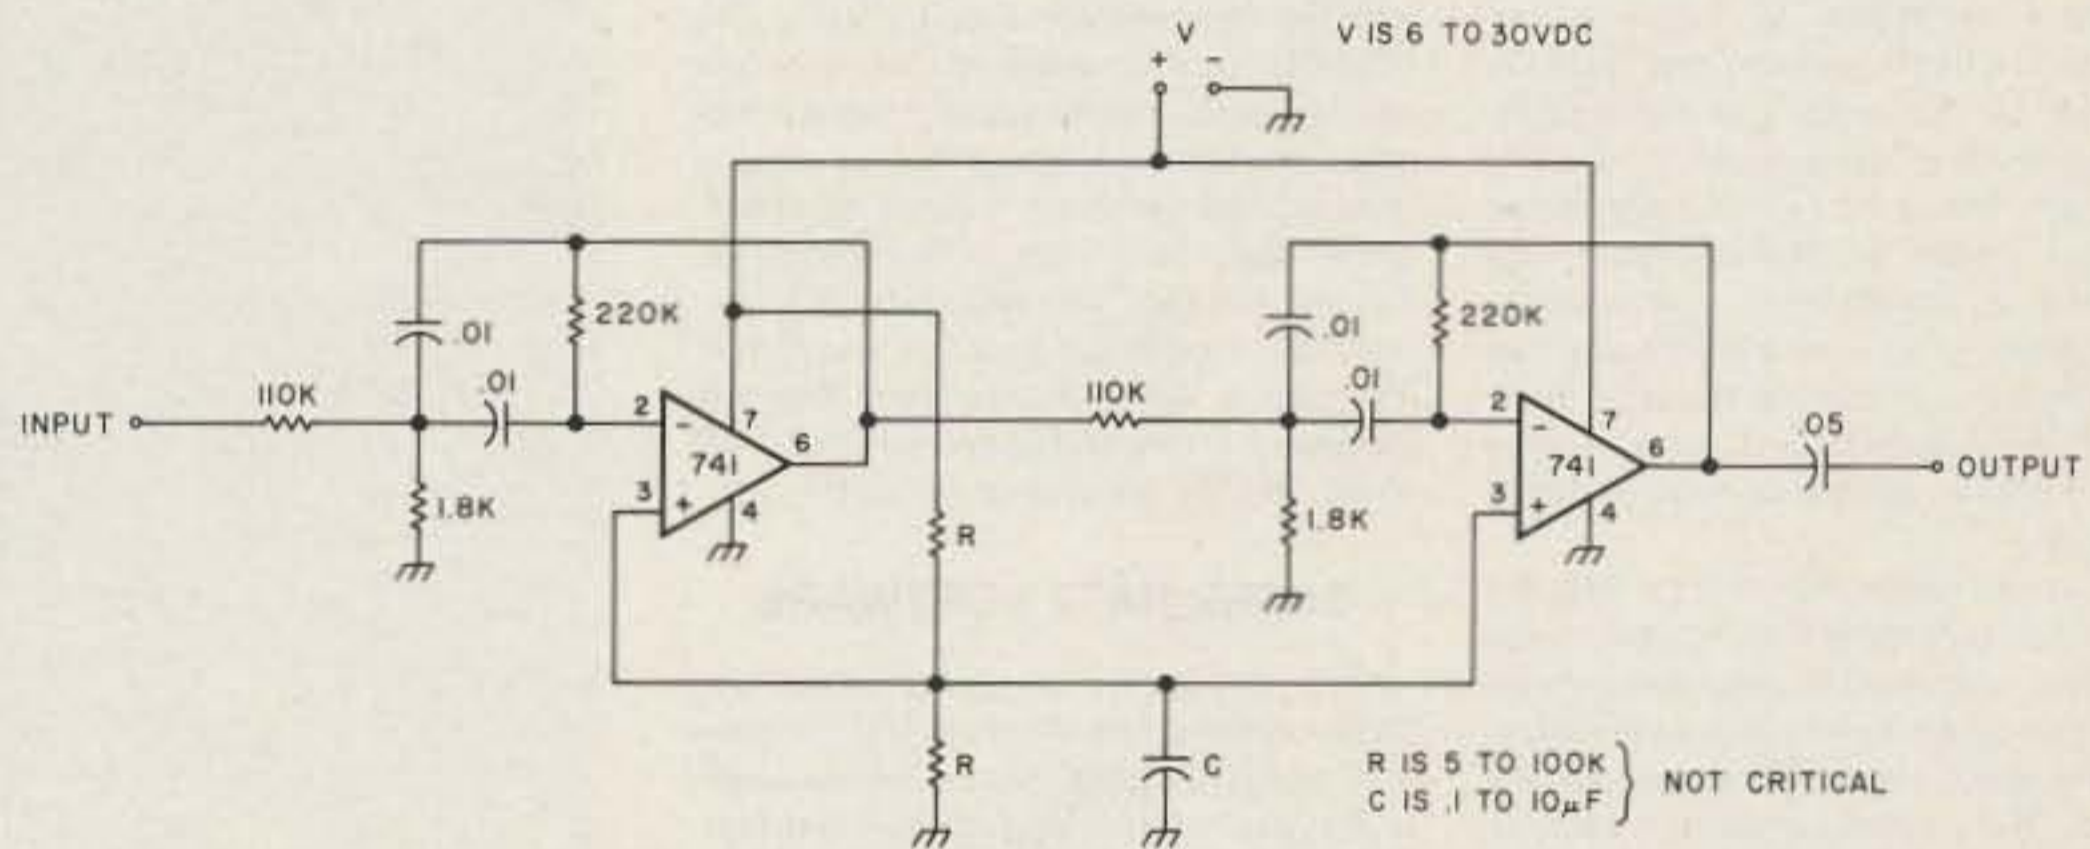 V
V IS 6 TO 30VDC
+ -
220K
.01
.01
110K
INPUT
2
-
7
741
6
3
+
4
1.8K
R
220K
.01
.01
110K
2
-
7
741
6
3
+
4
1.8K
.05
OUTPUT
R
C
R IS 5 TO 100K
C IS .1 TO 10µF
NOT CRITICAL